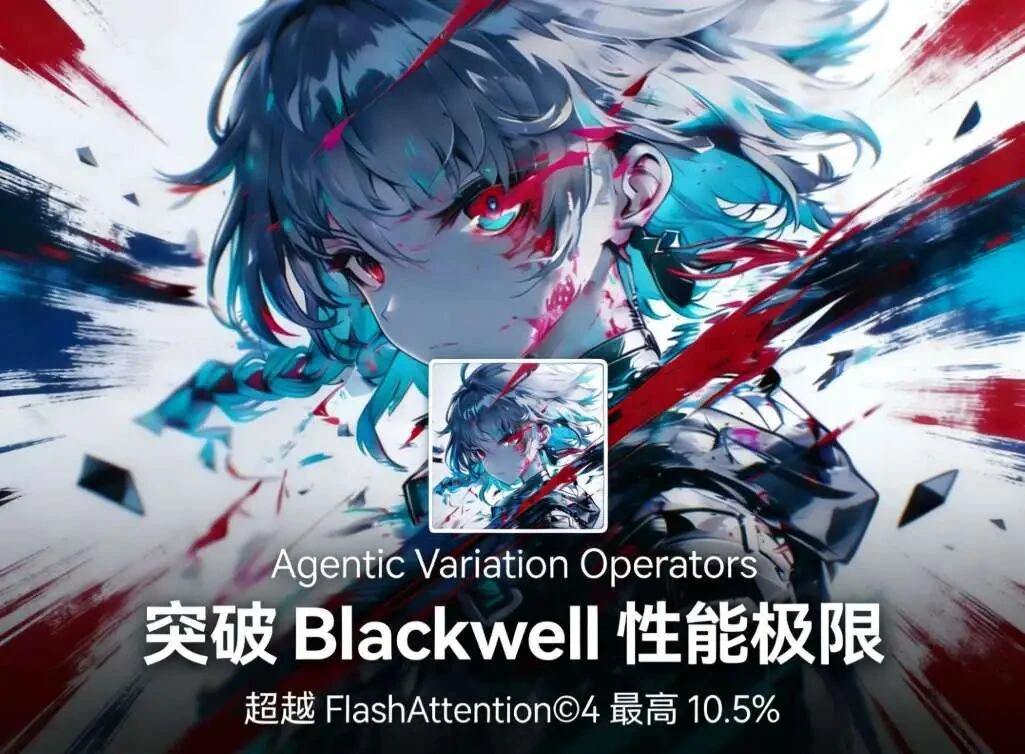 Agentic Variation Operators
突破 Blackwell 性能极限
超越 FlashAttention©4 最高 10.5%